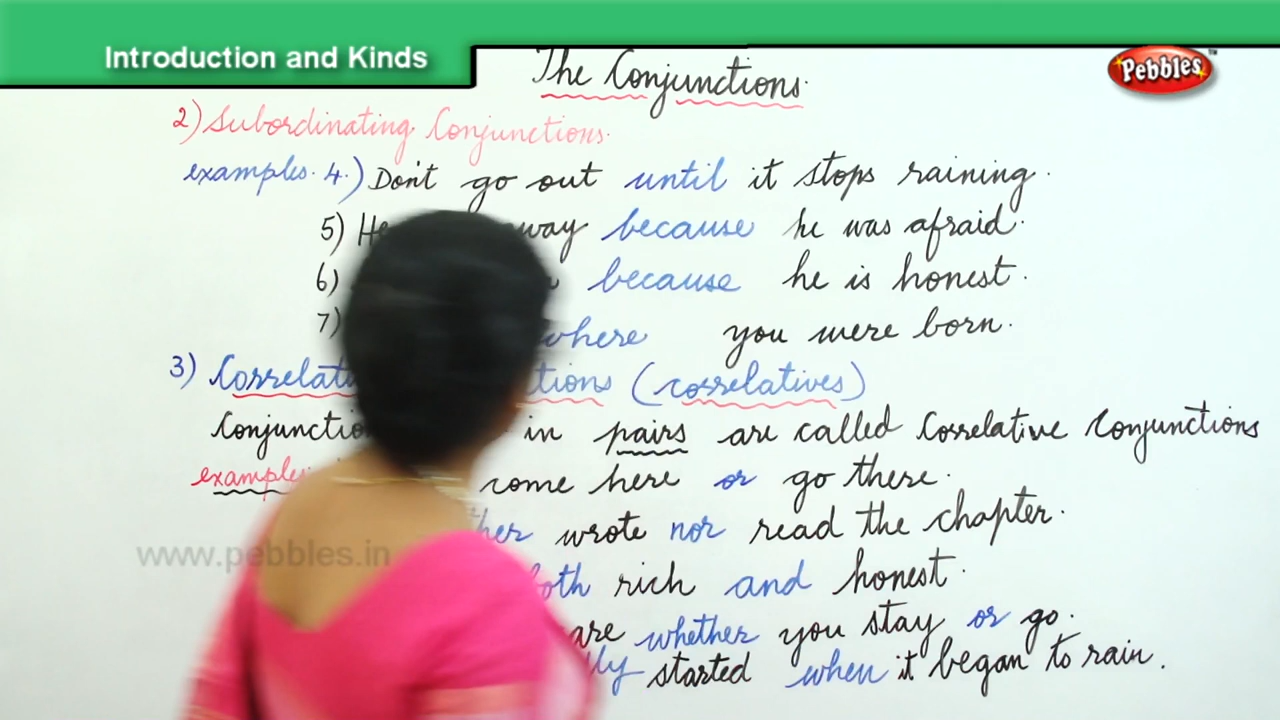 Introduction and Kinds
The Conjunctions.
Pebbles
2) Subordinating Conjunctions.
examples. 4.) Don't go out until it stops raining.
5) He way because he was afraid.
6) because he is honest.
7) where you were born.
3) (correlatives)
in pairs are called Correlative Conjunctions
examples come here or go there.
wrote nor read the chapter.
both rich and honest.
whether you stay or go.
started when it began to rain.
www.pebbles.in